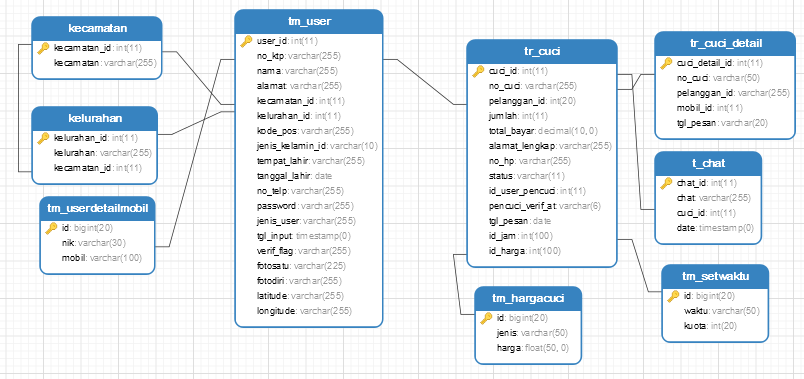 kecamatan
kecamatan_id: int(11)
kecamatan: varchar(255)
kelurahan
kelurahan_id: int(11)
kelurahan: varchar(255)
kecamatan_id: int(11)
tm_userdetailmobil
id: bigint(20)
nik: varchar(30)
mobil: varchar(100)
tm_user
user_id: int(11)
no_ktp: varchar(255)
nama: varchar(255)
alamat: varchar(255)
kecamatan_id: int(11)
kelurahan_id: int(11)
kode_pos: varchar(255)
jenis_kelamin_id: varchar(10)
tempat_lahir: varchar(255)
tanggal_lahir: date
no_telp: varchar(255)
password: varchar(255)
jenis_user: varchar(255)
tgl_input: timestamp(0)
verif_flag: varchar(255)
fotosatu: varchar(225)
fotodiri: varchar(255)
latitude: varchar(255)
longitude: varchar(255)
tr_cuci
cuci_id: int(11)
no_cuci: varchar(255)
pelanggan_id: int(20)
jumlah: int(11)
total_bayar: decimal(10, 0)
alamat_lengkap: varchar(255)
no_hp: varchar(255)
status: varchar(11)
id_user_pencuci: int(11)
pencuci_verif_at: varchar(6)
tgl_pesan: date
id_jam: int(100)
id_harga: int(100)
tm_hargacuci
id: bigint(20)
jenis: varchar(50)
harga: float(50, 0)
tr_cuci_detail
cuci_detail_id: int(11)
no_cuci: varchar(50)
pelanggan_id: varchar(255)
mobil_id: int(11)
tgl_pesan: varchar(20)
t_chat
chat_id: int(11)
chat: varchar(255)
cuci_id: int(11)
date: timestamp(0)
tm_setwaktu
id: bigint(20)
waktu: varchar(50)
kuota: int(20)